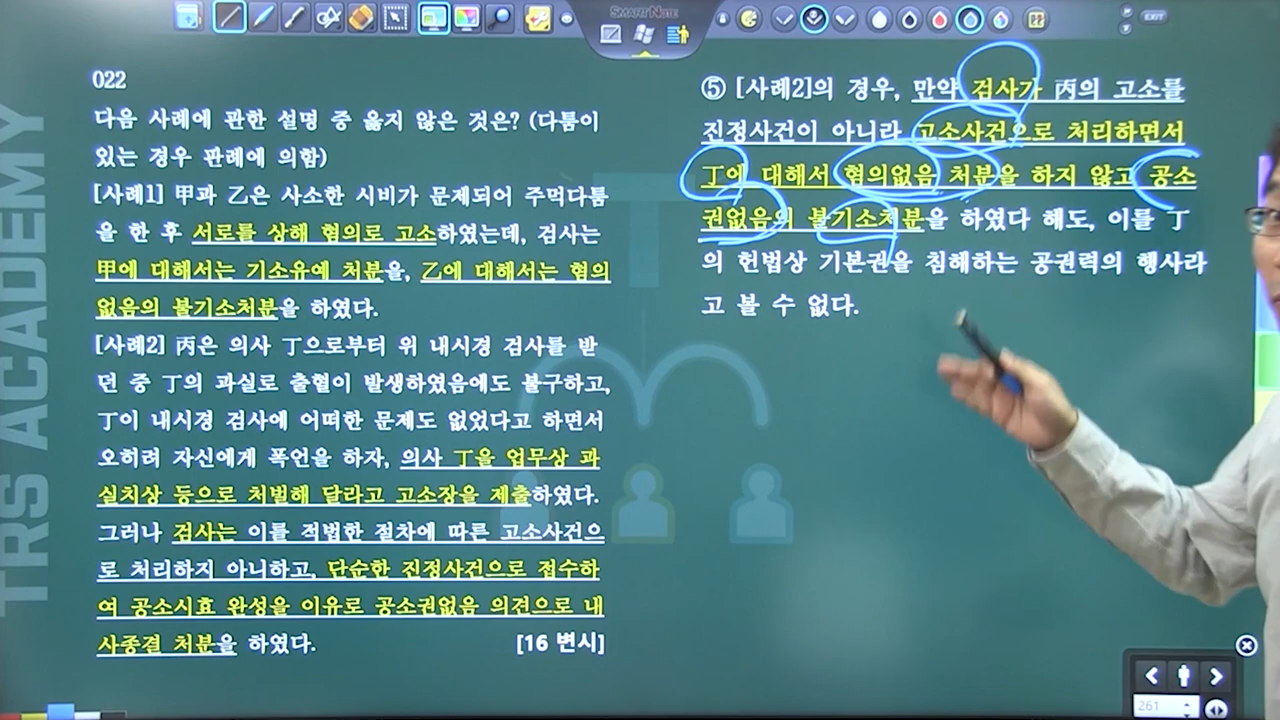 SMART NOTE
EXIT
TRS ACADEMY
022
다음 사례에 관한 설명 중 옳지 않은 것은? (다툼이
있는 경우 판례에 의함)
[사례1] 甲과 乙은 사소한 시비가 문제되어 주먹다툼
을 한 후 서로를 상해 혐의로 고소하였는데, 검사는
甲에 대해서는 기소유예 처분을, 乙에 대해서는 혐의
없음의 불기소처분을 하였다.
[사례2] 丙은 의사 丁으로부터 위 내시경 검사를 받
던 중 丁의 과실로 출혈이 발생하였음에도 불구하고,
丁이 내시경 검사에 어떠한 문제도 없었다고 하면서
오히려 자신에게 폭언을 하자, 의사 丁을 업무상 과
실치상 등으로 처벌해 달라고 고소장을 제출하였다.
그러나 검사는 이를 적법한 절차에 따른 고소사건으
로 처리하지 아니하고, 단순한 진정사건으로 접수하
여 공소시효 완성을 이유로 공소권없음 의견으로 내
사종결 처분을 하였다. [16 변시]
⑤ [사례2]의 경우, 만약 검사가 丙의 고소를
진정사건이 아니라 고소사건으로 처리하면서
丁에 대해서 혐의없음 처분을 하지 않고 공소
권없음의 불기소처분을 하였다 해도, 이를 丁
의 헌법상 기본권을 침해하는 공권력의 행사라
고 볼 수 없다.
261